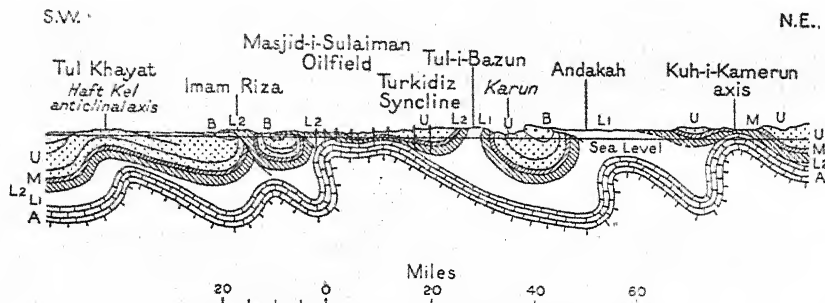 S.W. N.E.
Masjid-i-Sulaiman
Oilfield
Tul-i-Bazun
Tul Khayat
Haft Kel
anticlinal axis
Imam Riza
Turkidiz
Syncline
Karun
Andakah
Kuh-i-Kamerun
axis
B L2 B L2 U L2 L1 U B L1 U M U
Sea Level
U
M
L2
L1
A
U
M
L2
A
Miles
20 0 20 40 60